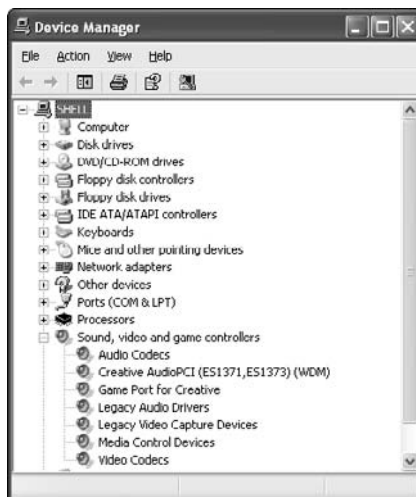 Device Manager
File Action View Help
SHELL
Computer
Disk drives
DVD/CD-ROM drives
Floppy disk controllers
Floppy disk drives
IDE ATA/ATAPI controllers
Keyboards
Mice and other pointing devices
Network adapters
Other devices
Ports (COM & LPT)
Processors
Sound, video and game controllers
Audio Codecs
Creative AudioPCI (ES1371,ES1373) (WDM)
Game Port for Creative
Legacy Audio Drivers
Legacy Video Capture Devices
Media Control Devices
Video Codecs